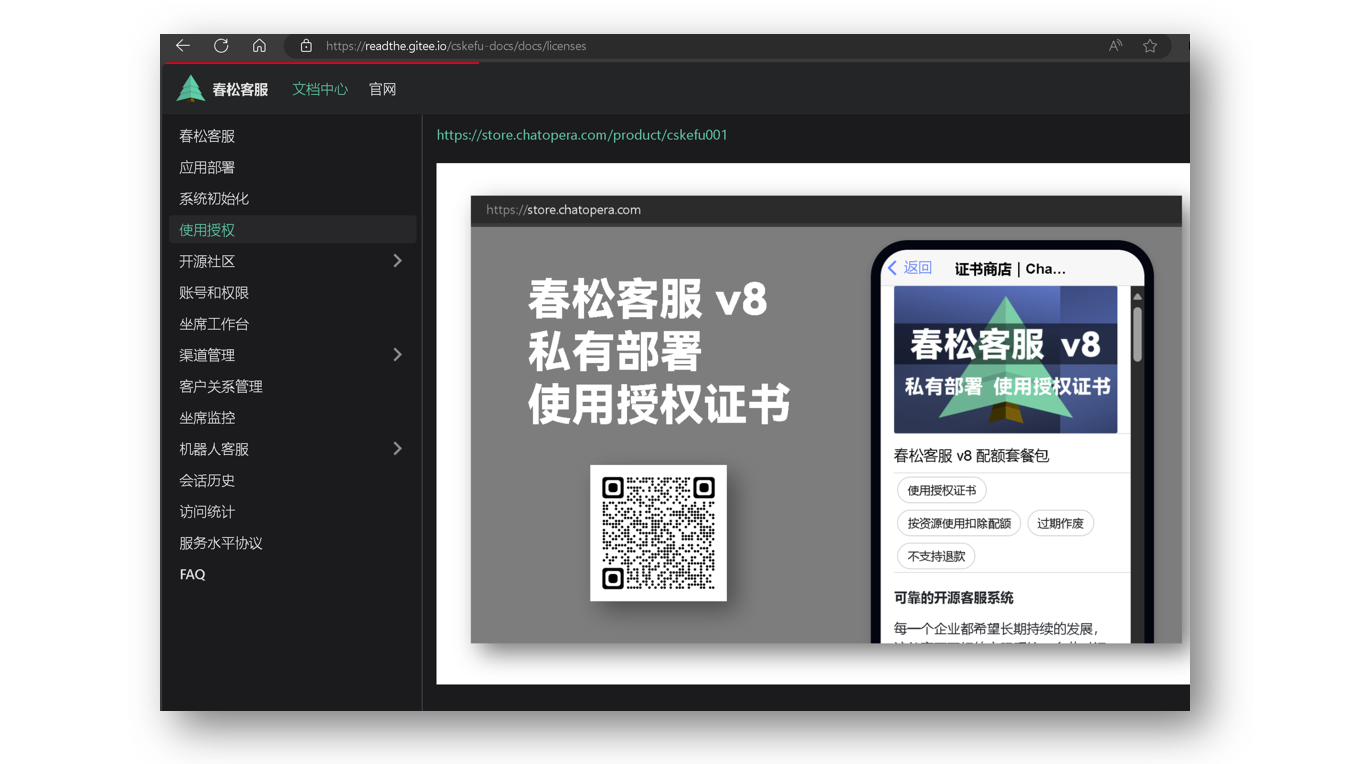 https://readthe.gitee.io/cskefu-docs/docs/licenses
春松客服 文档中心 官网
春松客服
应用部署
系统初始化
使用授权
开源社区
账号和权限
坐席工作台
渠道管理
客户关系管理
坐席监控
机器人客服
会话历史
访问统计
服务水平协议
FAQ
https://store.chatopera.com/product/cskefu001
https://store.chatopera.com
春松客服 v8
私有部署
使用授权证书
返回 证书商店 | Cha...
春松客服 v8
私有部署 使用授权证书
春松客服 v8 配额套餐包
使用授权证书
按资源使用扣除配额 过期作废
不支持退款
可靠的开源客服系统
每一个企业都希望长期持续的发展，